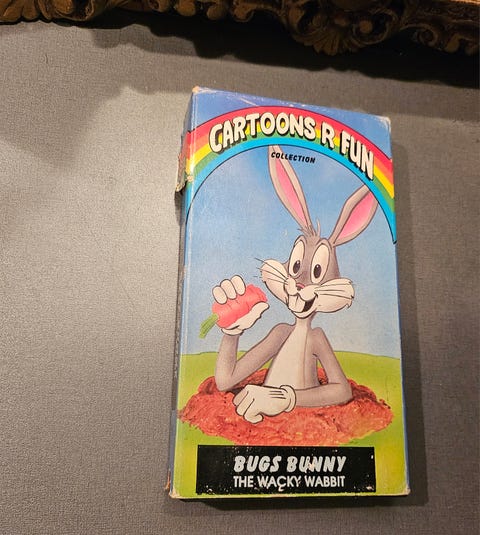 CARTOONS R FUN
COLLECTION
BUGS BUNNY
THE WACKY WABBIT